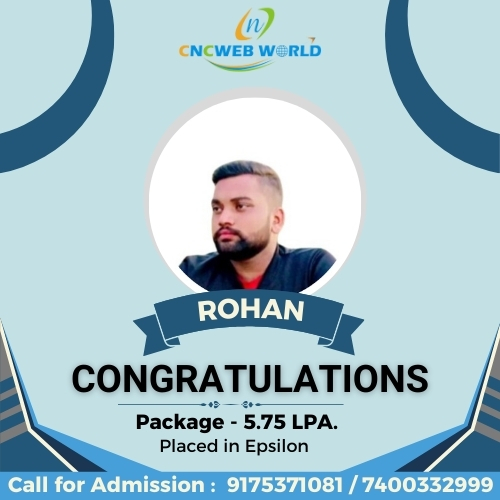 n
CNCWEB WORLD
ROHAN
CONGRATULATIONS
Package - 5.75 LPA.
Placed in Epsilon
Call for Admission : 9175371081 / 7400332999